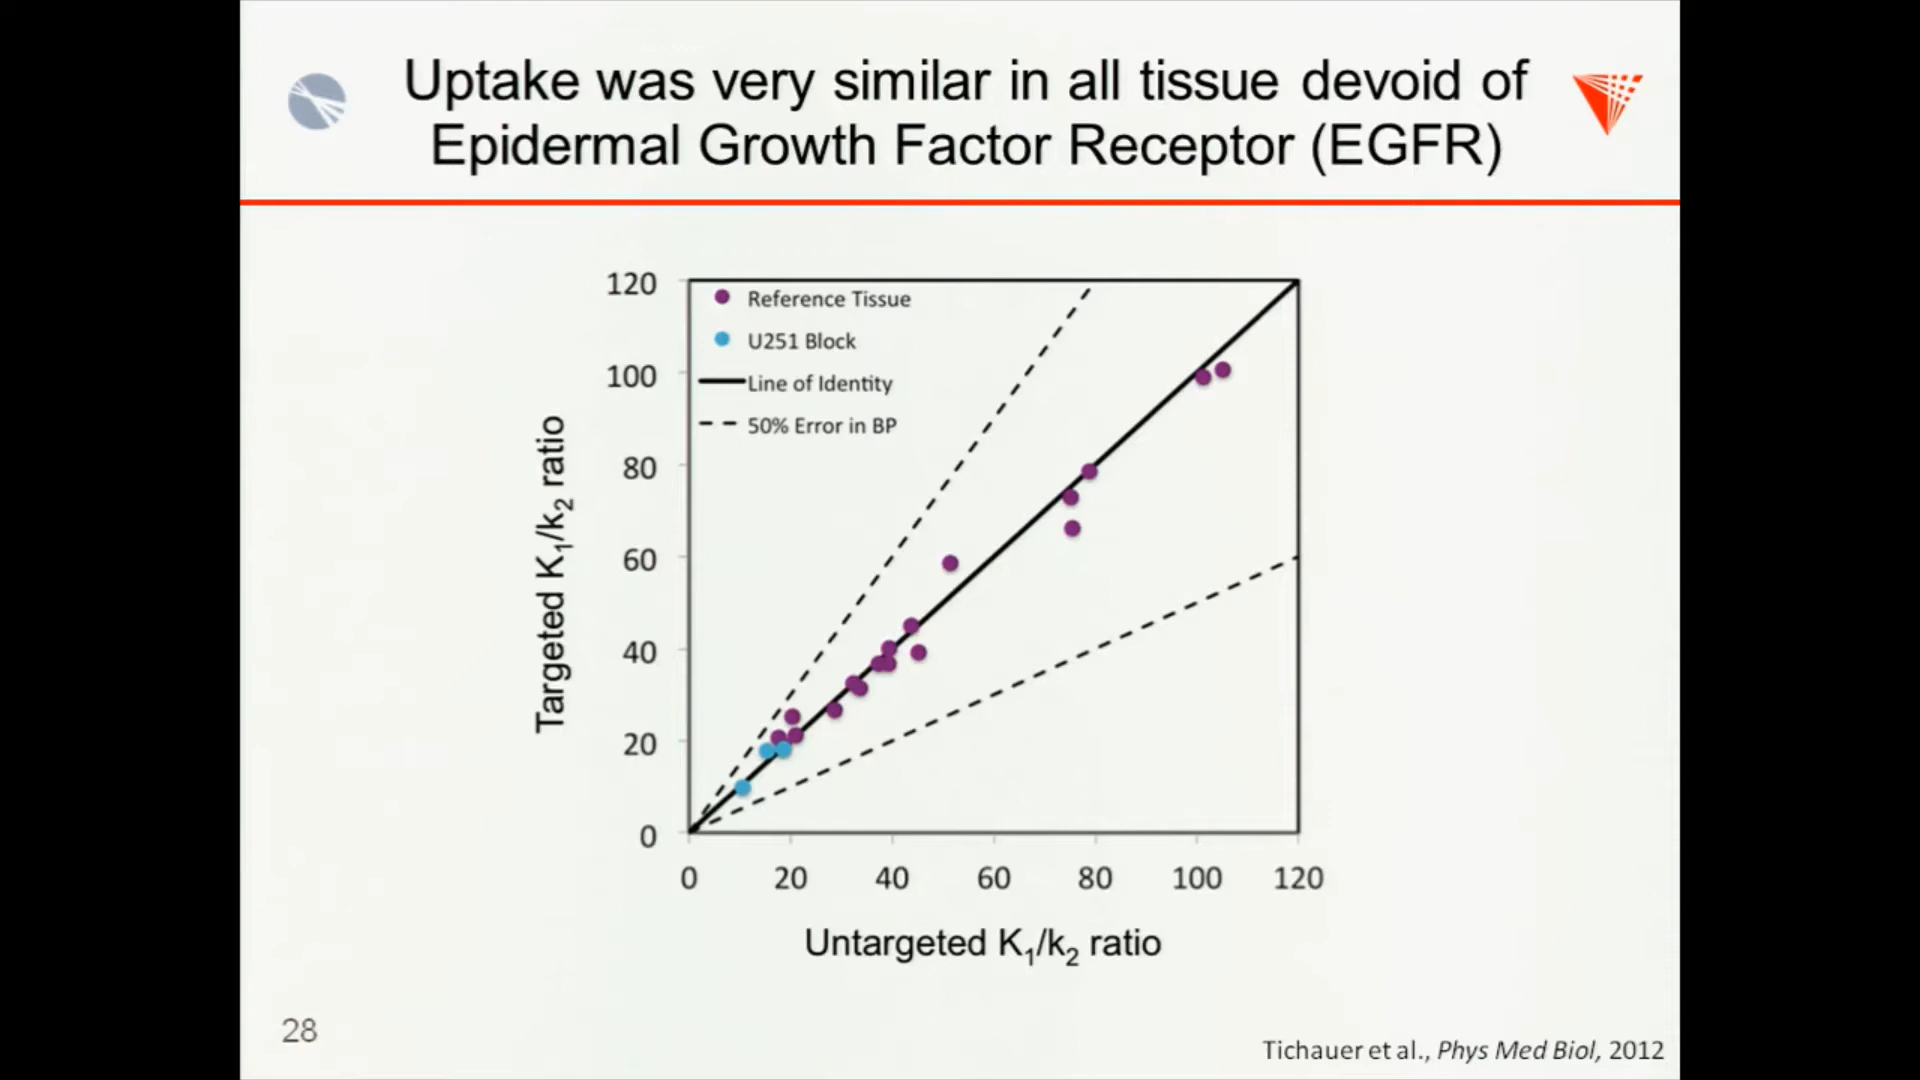 Uptake was very similar in all tissue devoid of
Epidermal Growth Factor Receptor (EGFR)
120
100
80
60
40
20
0
Reference Tissue
U251 Block
Line of Identity
50% Error in BP
Targeted K₁/k₂ ratio
0 20 40 60 80 100 120
Untargeted K₁/k₂ ratio
28
Tichauer et al., Phys Med Biol, 2012